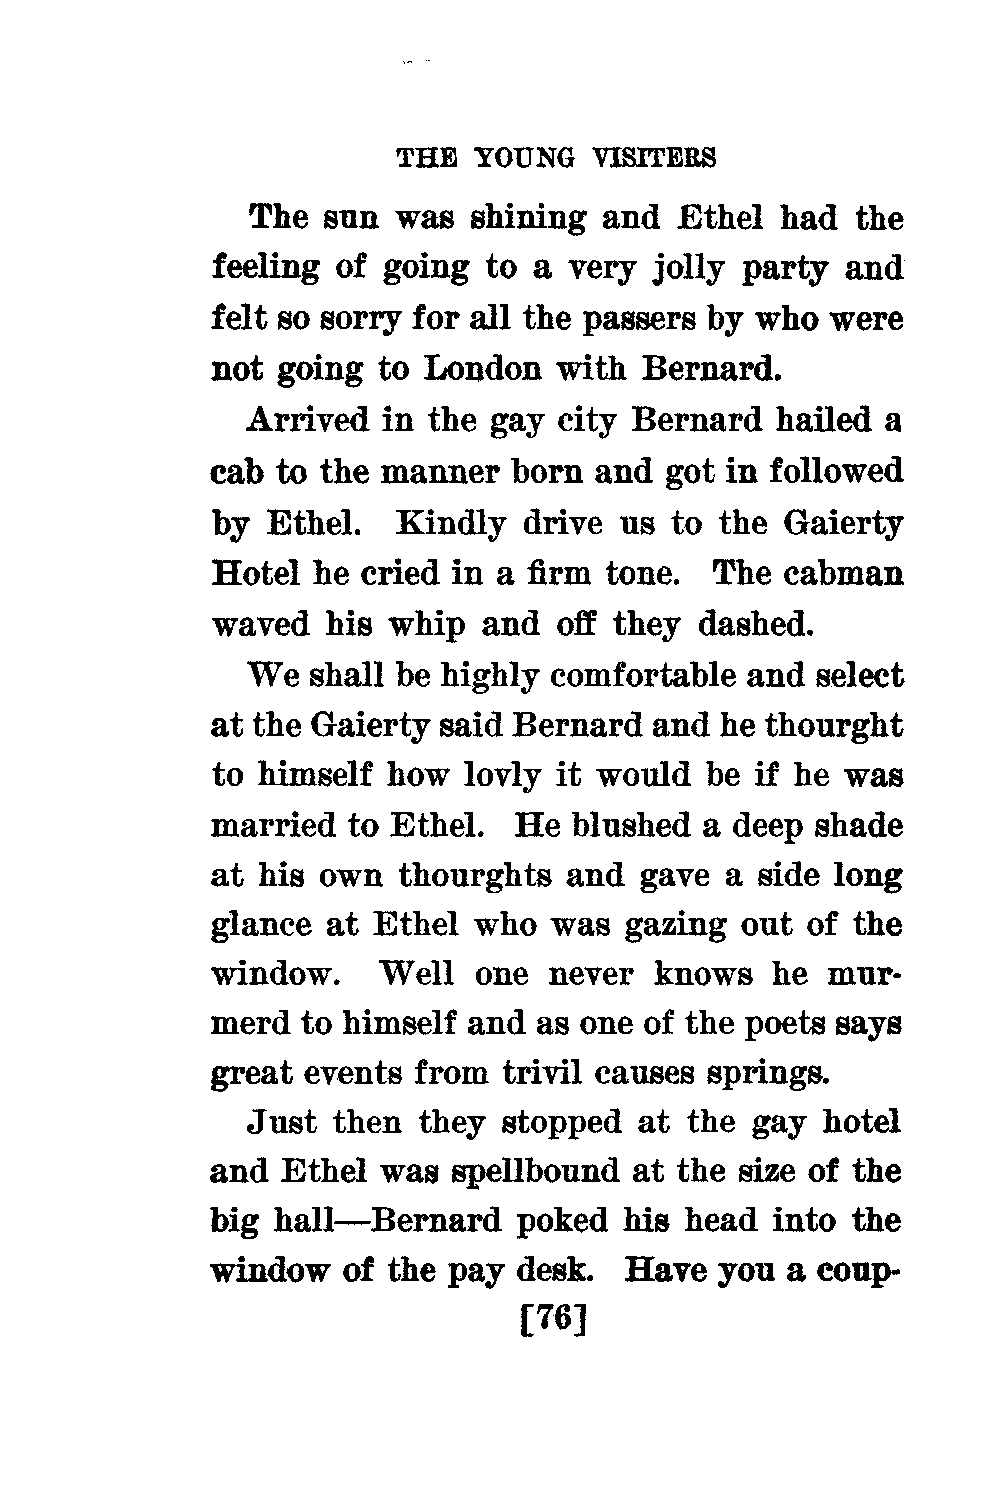 THE YOUNG VISITERS
The sun was shining and Ethel had the
feeling of going to a very jolly party and
felt so sorry for all the passers by who were
not going to London with Bernard.
Arrived in the gay city Bernard hailed a
cab to the manner born and got in followed
by Ethel. Kindly drive us to the Gaierty
Hotel he cried in a firm tone. The cabman
waved his whip and off they dashed.
We shall be highly comfortable and select
at the Gaierty said Bernard and he thourght
to himself how lovly it would be if he was
married to Ethel. He blushed a deep shade
at his own thourghts and gave a side long
glance at Ethel who was gazing out of the
window. Well one never knows he mur-
merd to himself and as one of the poets says
great events from trivil causes springs.
Just then they stopped at the gay hotel
and Ethel was spellbound at the size of the
big hall—Bernard poked his head into the
window of the pay desk. Have you a coup-
[76]